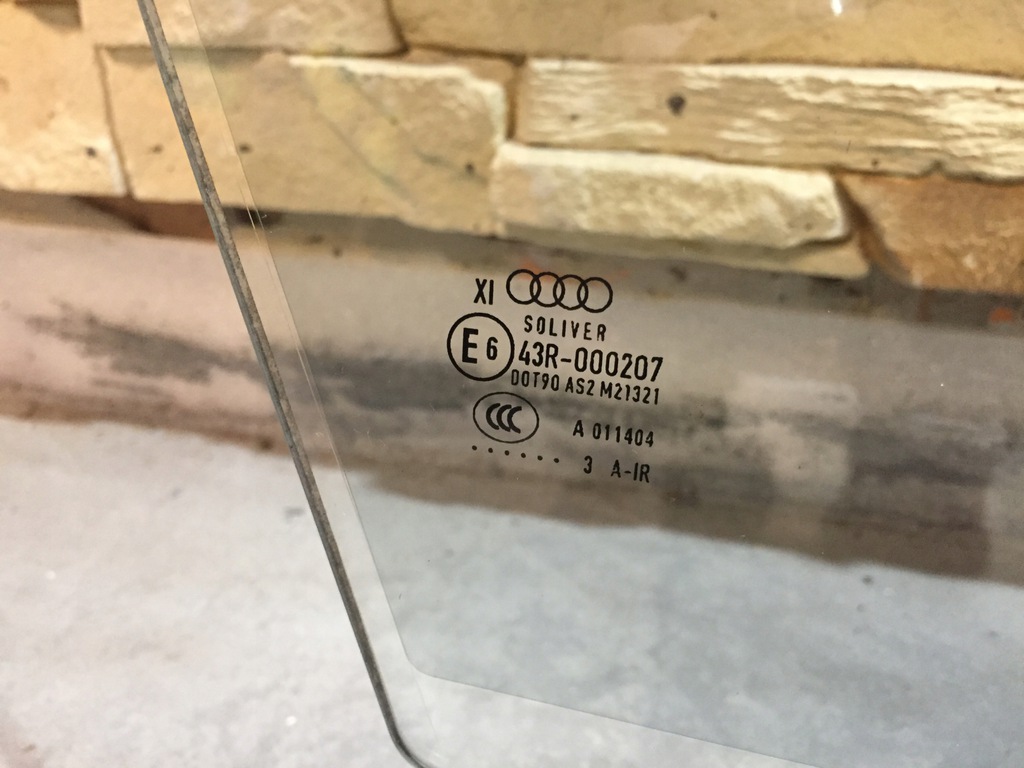 XI
SOLIVER
E6 43R-000207
DOT90 AS2 M21321
CCC A 011404
. . . . . . 3 A-IR